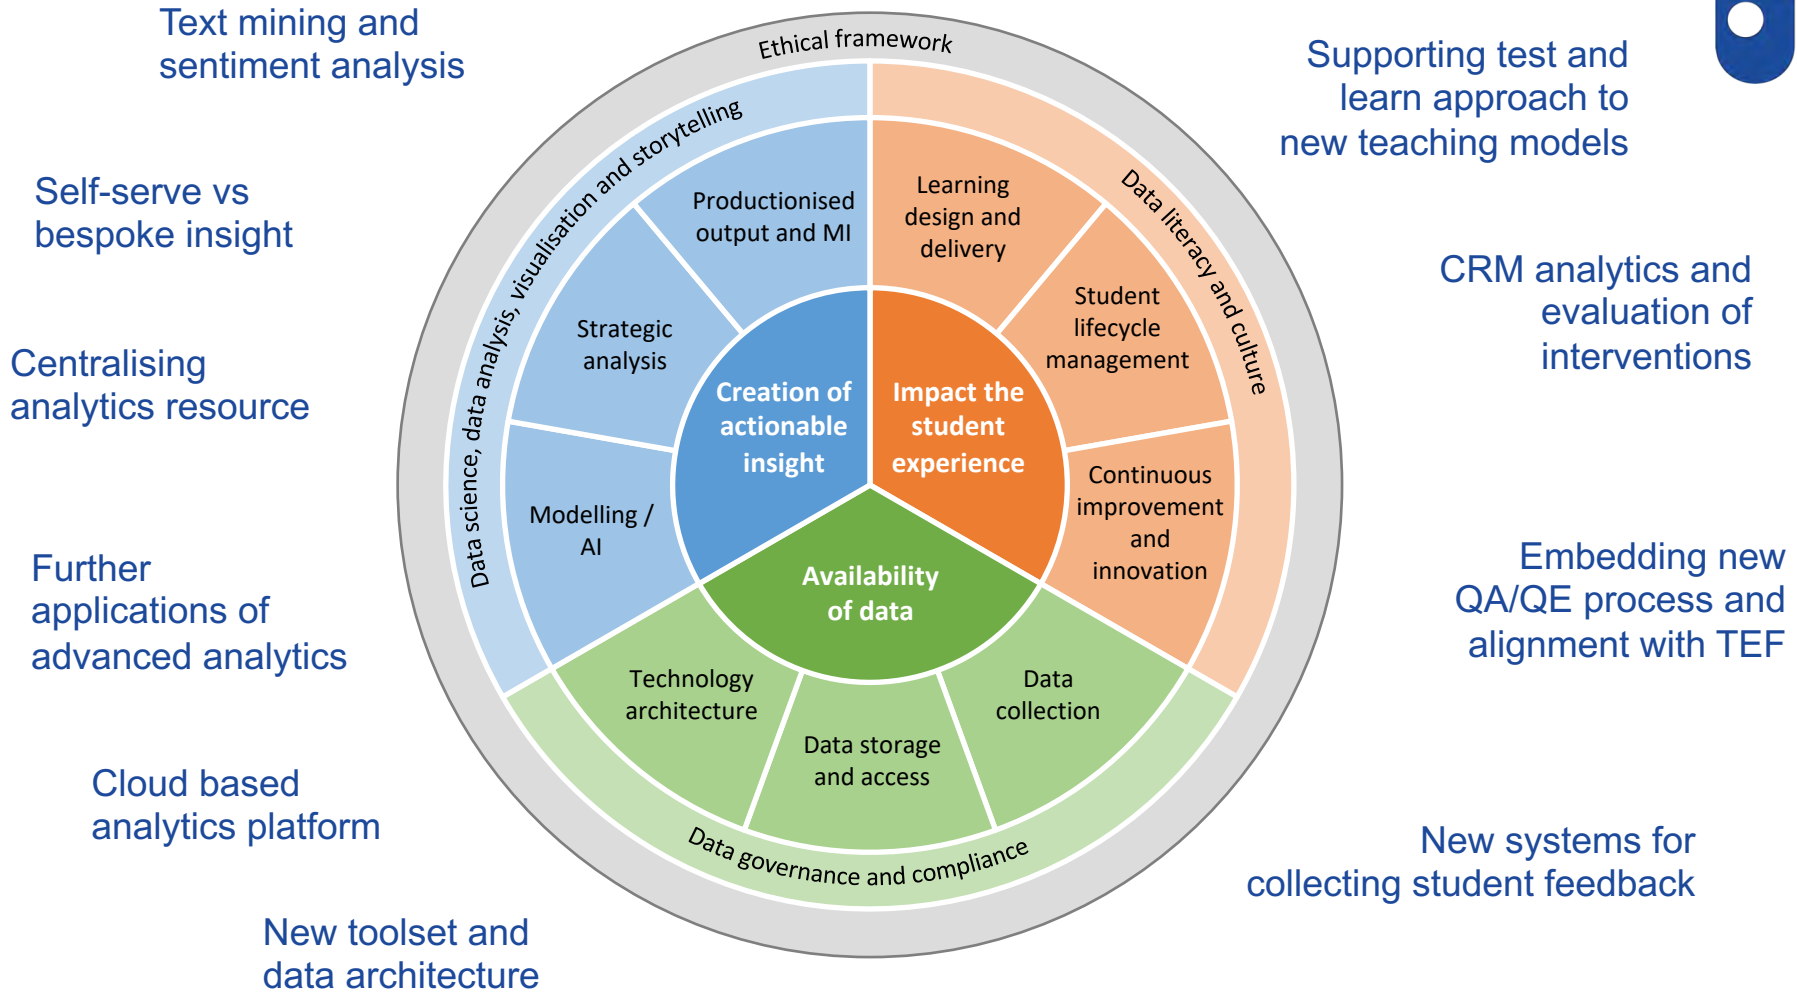 Text mining and
sentiment analysis
Self-serve vs
bespoke insight
Centralising
analytics resource
Further
applications of
advanced analytics
Cloud based
analytics platform
New toolset and
data architecture
Ethical framework
Data science, data analysis, visualisation and storytelling
Productionised
output and MI
Strategic
analysis
Modelling /
AI
Creation of
actionable
insight
Data literacy and culture
Learning
design and
delivery
Student
lifecycle
management
Continuous
improvement
and
innovation
Impact the
student
experience
Availability
of data
Technology
architecture
Data storage
and access
Data
collection
Data governance and compliance
Supporting test and
learn approach to
new teaching models
CRM analytics and
evaluation of
interventions
Embedding new
QA/QE process and
alignment with TEF
New systems for
collecting student feedback